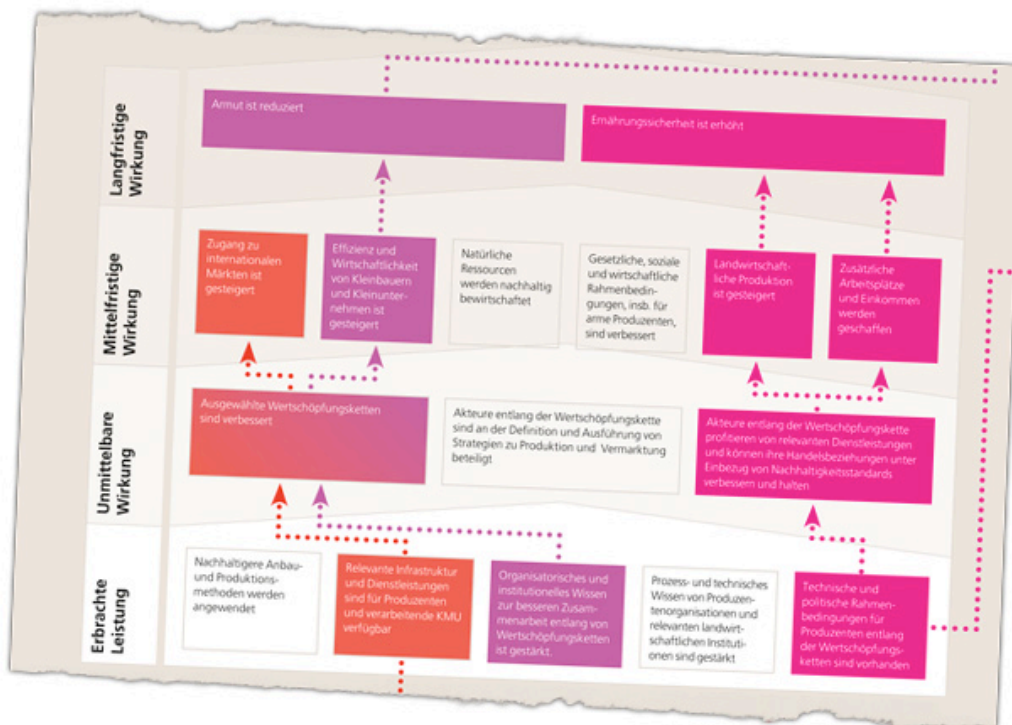 Langfristige
Wirkung
Armut ist reduziert
Ernährungssicherheit ist erhöht
Mittelfristige
Wirkung
Zugang zu
internationalen
Märkten ist
gesteigert
Effizienz und
Wirtschaftlichkeit
von Kleinbauern
und Kleinunter-
nehmen ist
gesteigert
Natürliche
Ressourcen
werden nachhaltig
bewirtschaftet
Gesetzliche, soziale
und wirtschaftliche
Rahmenbedin-
gungen, insb. für
arme Produzenten,
sind verbessert
Landwirtschaft-
liche Produktion
ist gesteigert
Zusätzliche
Arbeitsplätze
und Einkommen
werden
geschaffen
Unmittelbare
Wirkung
Ausgewählte Wertschöpfungsketten
sind verbessert
Akteure entlang der Wertschöpfungskette
sind an der Definition und Ausführung von
Strategien zu Produktion und Vermarktung
beteiligt
Akteure entlang der Wertschöpfungskette
profitieren von relevanten Dienstleistungen
und können ihre Handelsbeziehungen unter
Einbezug von Nachhaltigkeitsstandards
verbessern und halten
Erbrachte
Leistung
Nachhaltigere Anbau-
und Produktions-
methoden werden
angewendet
Relevante Infrastruktur
und Dienstleistungen
sind für Produzenten
und verarbeitende KMU
verfügbar
Organisatorisches und
institutionelles Wissen
zur besseren Zusam-
menarbeit entlang von
Wertschöpfungsketten
ist gestärkt.
Prozess- und technisches
Wissen von Produzen-
tenorganisationen und
relevanten landwirt-
schaftlichen Instituti-
onen sind gestärkt
Technische und
politische Rahmen-
bedingungen für
Produzenten entlang
der Wertschöpfungs-
ketten sind vorhanden